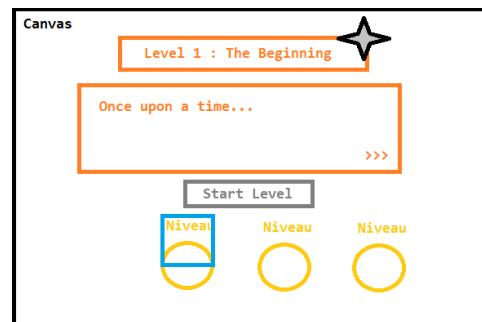 Canvas
Level 1 : The Beginning
Once upon a time...
>>>
Start Level
Niveau Niveau Niveau